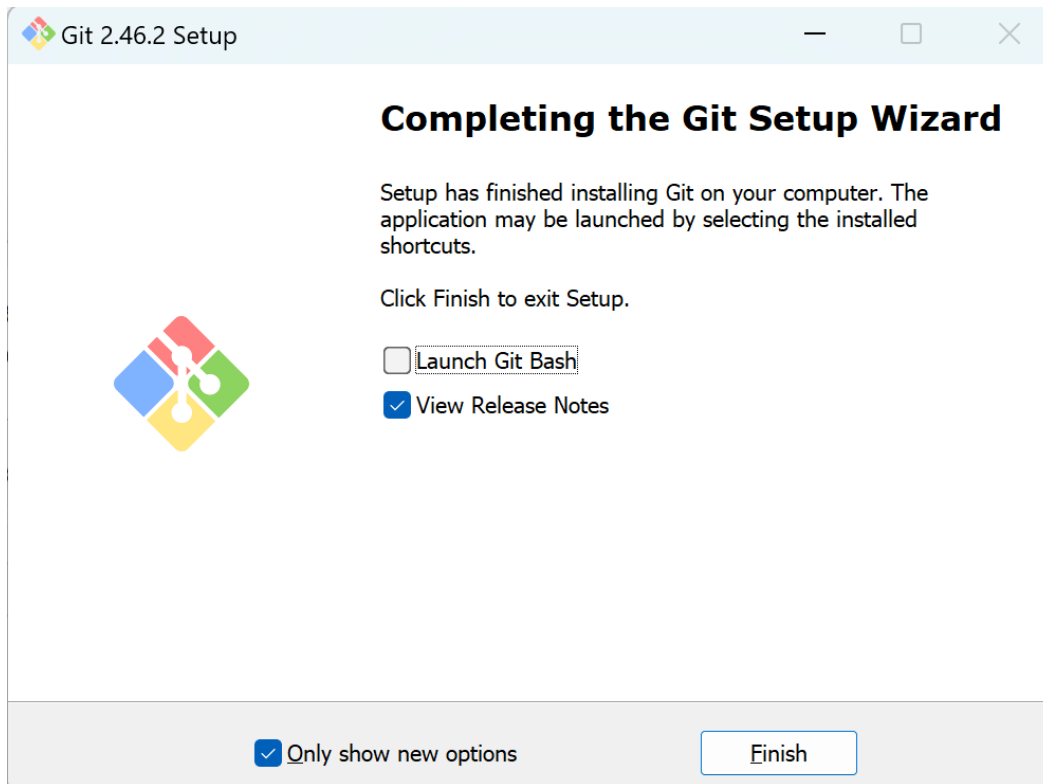 Git 2.46.2 Setup
Completing the Git Setup Wizard
Setup has finished installing Git on your computer. The
application may be launched by selecting the installed
shortcuts.
Click Finish to exit Setup.
Launch Git Bash
View Release Notes
Only show new options
Finish